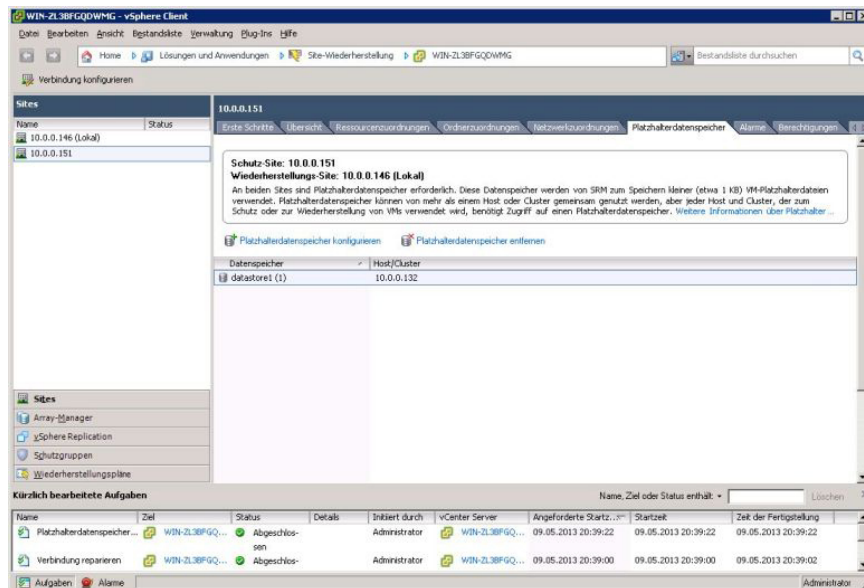 WIN-ZL3BFGQDWMG - vSphere Client
Datei Bearbeiten Ansicht Bestandsliste Verwaltung Plug-Ins Hilfe
Home Lösungen und Anwendungen Site-Wiederherstellung WIN-ZL3BFGQDWMG Bestandsliste durchsuchen
Verbindung konfigurieren
Sites
Name Status
10.0.0.146 (Lokal)
10.0.0.151
10.0.0.151
Erste Schritte Übersicht Ressourcenzuordnungen Ordnerzuordnungen Netzwerkzuordnungen Platzhalterdatenspeicher Alarme Berechtigungen
Schutz-Site: 10.0.0.151
Wiederherstellungs-Site: 10.0.0.146 (Lokal)
An beiden Sites sind Platzhalterdatenspeicher erforderlich. Diese Datenspeicher werden von SRM zum Speichern kleiner (etwa 1 KB) VM-Platzhalterdateien
verwendet. Platzhalterdatenspeicher können von mehr als einem Host oder Cluster gemeinsam genutzt werden, aber jeder Host und Cluster, der zum
Schutz oder zur Wiederherstellung von VMs verwendet wird, benötigt Zugriff auf einen Platzhalterdatenspeicher. Weitere Informationen über Platzhalter ...
Platzhalterdatenspeicher konfigurieren Platzhalterdatenspeicher entfernen
Datenspeicher Host/Cluster
datastore1 (1) 10.0.0.132
Sites
Array-Manager
vSphere Replication
Schutzgruppen
Wiederherstellungspläne
Kürzlich bearbeitete Aufgaben Name, Ziel oder Status enthält: Löschen
Name Ziel Status Details Initiiert durch vCenter Server Angeforderte Startz... Startzeit Zeit der Fertigstellung
Platzhalterdatenspeicher... WIN-ZL3BFGQ... Abgeschlos- Administrator WIN-ZL3BFGQ... 09.05.2013 20:39:22 09.05.2013 20:39:22 09.05.2013 20:39:22
sen
Verbindung reparieren WIN-ZL3BFGQ... Abgeschlos- Administrator WIN-ZL3BFGQ... 09.05.2013 20:39:00 09.05.2013 20:39:00 09.05.2013 20:39:02
Aufgaben Alarme Administrator